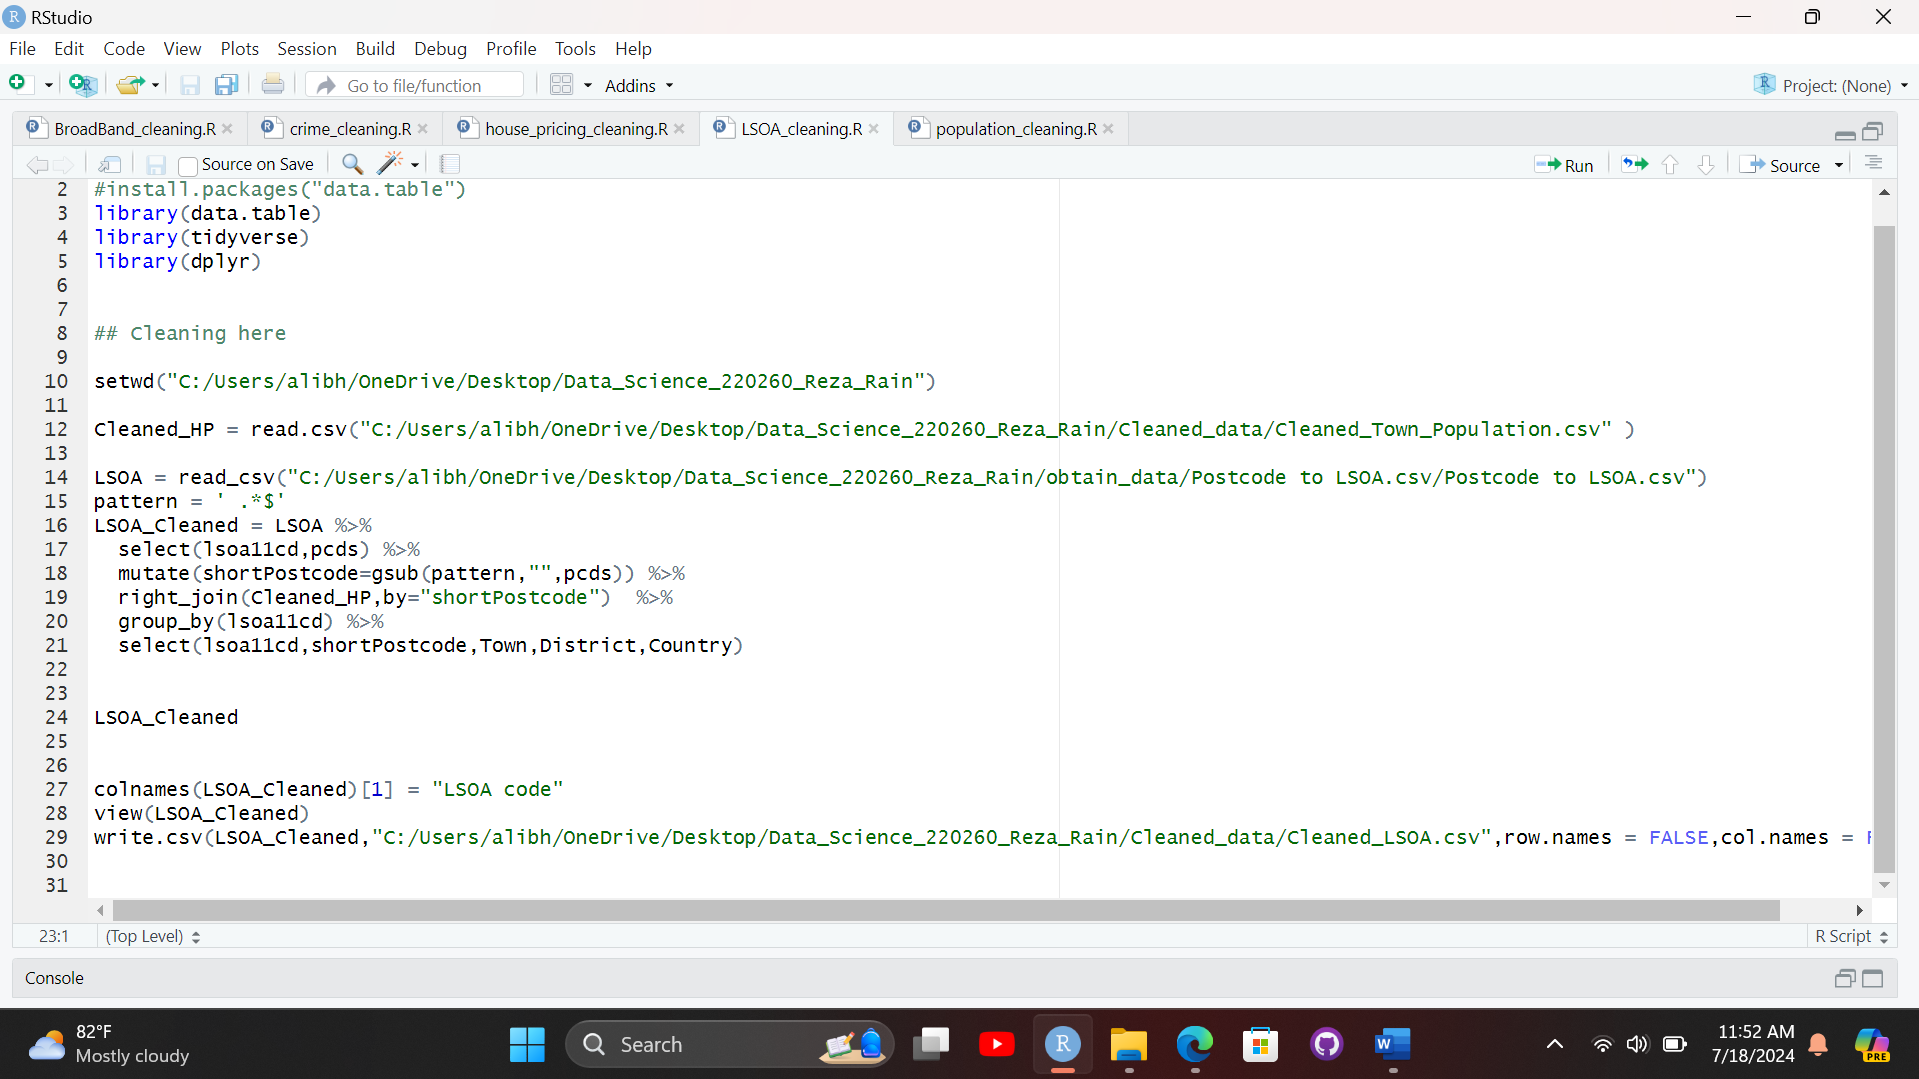 RStudio
File Edit Code View Plots Session Build Debug Profile Tools Help
Go to file/function Addins Project: (None)
BroadBand_cleaning.R crime_cleaning.R house_pricing_cleaning.R LSOA_cleaning.R population_cleaning.R
Source on Save Run Source
2 #install.packages("data.table")
3 library(data.table)
4 library(tidyverse)
5 library(dplyr)
6
7
8 ## Cleaning here
9
10 setwd("C:/Users/alibh/OneDrive/Desktop/Data_Science_220260_Reza_Rain")
11
12 Cleaned_HP = read.csv("C:/Users/alibh/OneDrive/Desktop/Data_Science_220260_Reza_Rain/Cleaned_data/Cleaned_Town_Population.csv" )
13
14 LSOA = read_csv("C:/Users/alibh/OneDrive/Desktop/Data_Science_220260_Reza_Rain/obtain_data/Postcode to LSOA.csv/Postcode to LSOA.csv")
15 pattern = ' .*$'
16 LSOA_Cleaned = LSOA %>%
17 select(lsoa11cd,pcds) %>%
18 mutate(shortPostcode=gsub(pattern,"",pcds)) %>%
19 right_join(Cleaned_HP,by="shortPostcode") %>%
20 group_by(lsoa11cd) %>%
21 select(lsoa11cd,shortPostcode,Town,District,Country)
22
23
24 LSOA_Cleaned
25
26
27 colnames(LSOA_Cleaned)[1] = "LSOA code"
28 view(LSOA_Cleaned)
29 write.csv(LSOA_Cleaned,"C:/Users/alibh/OneDrive/Desktop/Data_Science_220260_Reza_Rain/Cleaned_data/Cleaned_LSOA.csv",row.names = FALSE,col.names =
30
31
23:1 (Top Level) R Script
Console
82°F
Mostly cloudy
Search
11:52 AM
7/18/2024
PRE